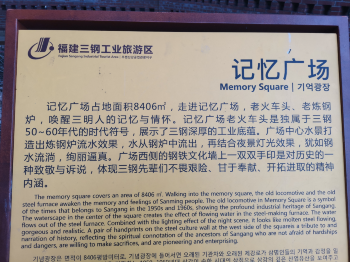 福建三钢工业旅游区
Fujian Sangang Industrial Tourist Area
记忆广场
Memory Square | 기억광장
记忆广场占地面积8406㎡，走进记忆广场，老火车头、老炼钢
炉，唤醒三明人的记忆与情怀。记忆广场老火车头是独属于三钢
50~60年代的时代符号，展示了三钢深厚的工业底蕴。广场中心水景打
造出炼钢炉流水效果，水从钢炉中流出，再结合夜景灯光效果，犹如钢
水流淌，绚丽逼真。广场西侧的钢铁文化墙上一双双手印是对历史的一
种致敬与诉说，体现三钢先辈们不畏艰险、甘于奉献、开拓进取的精神
内涵。
The memory square covers an area of 8406 ㎡. Walking into the memory square, the old locomotive and the old
steel furnace awaken the memory and feelings of Sanming people. The old locomotive in Memory Square is a symbol
of the times that belongs to Sangang in the 1950s and 1960s, showing the profound industrial heritage of Sangang.
The waterscape in the center of the square creates the effect of flowing water in the steel-making furnace. The water
flows out of the steel furnace. Combined with the lighting effect of the night scene, it looks like molten steel flowing,
gorgeous and realistic. A pair of handprints on the steel culture wall at the west side of the square is a tribute to and
narration of history, reflecting the spiritual connotation of the ancestors of Sangang who are not afraid of hardships
and dangers, are willing to make sacrifices, and are pioneering and enterprising.